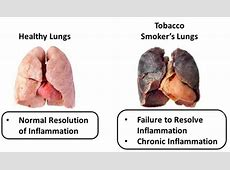 Healthy Lungs
Tobacco
Smoker's Lungs
• Normal Resolution
of Inflammation
• Failure to Resolve
Inflammation
• Chronic Inflammation